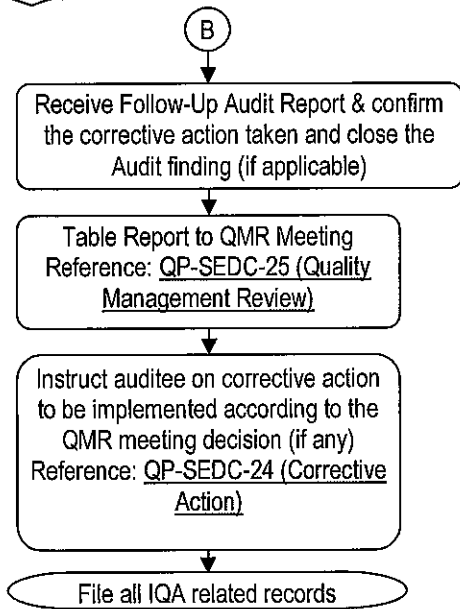 B
Receive Follow-Up Audit Report & confirm
the corrective action taken and close the
Audit finding (if applicable)
Table Report to QMR Meeting
Reference: QP-SEDC-25 (Quality
Management Review)
Instruct auditee on corrective action
to be implemented according to the
QMR meeting decision (if any)
Reference: QP-SEDC-24 (Corrective
Action)
File all IQA related records